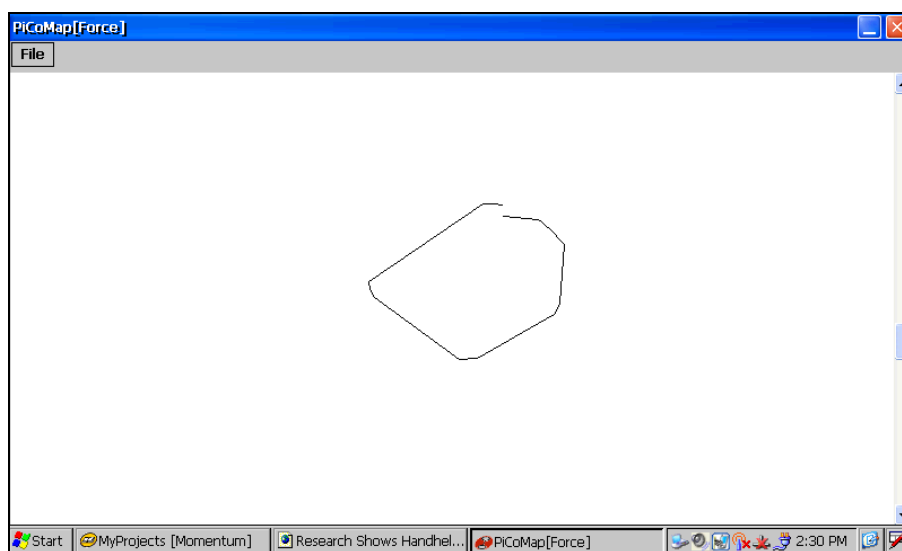 PiCoMap[Force]
File
Start MyProjects [Momentum] Research Shows Handhel... PiCoMap[Force] 2:30 PM